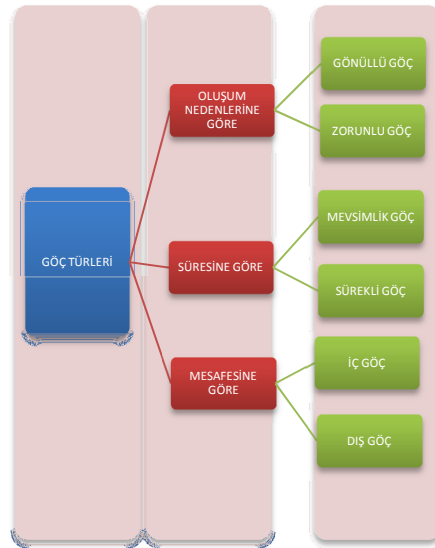 GÖÇ TÜRLERİ
OLUŞUM
NEDENLERİNE
GÖRE
GÖNÜLLÜ GÖÇ
ZORUNLU GÖÇ
SÜRESİNE GÖRE
MEVSİMLİK GÖÇ
SÜREKLİ GÖÇ
MESAFESİNE
GÖRE
İÇ GÖÇ
DIŞ GÖÇ